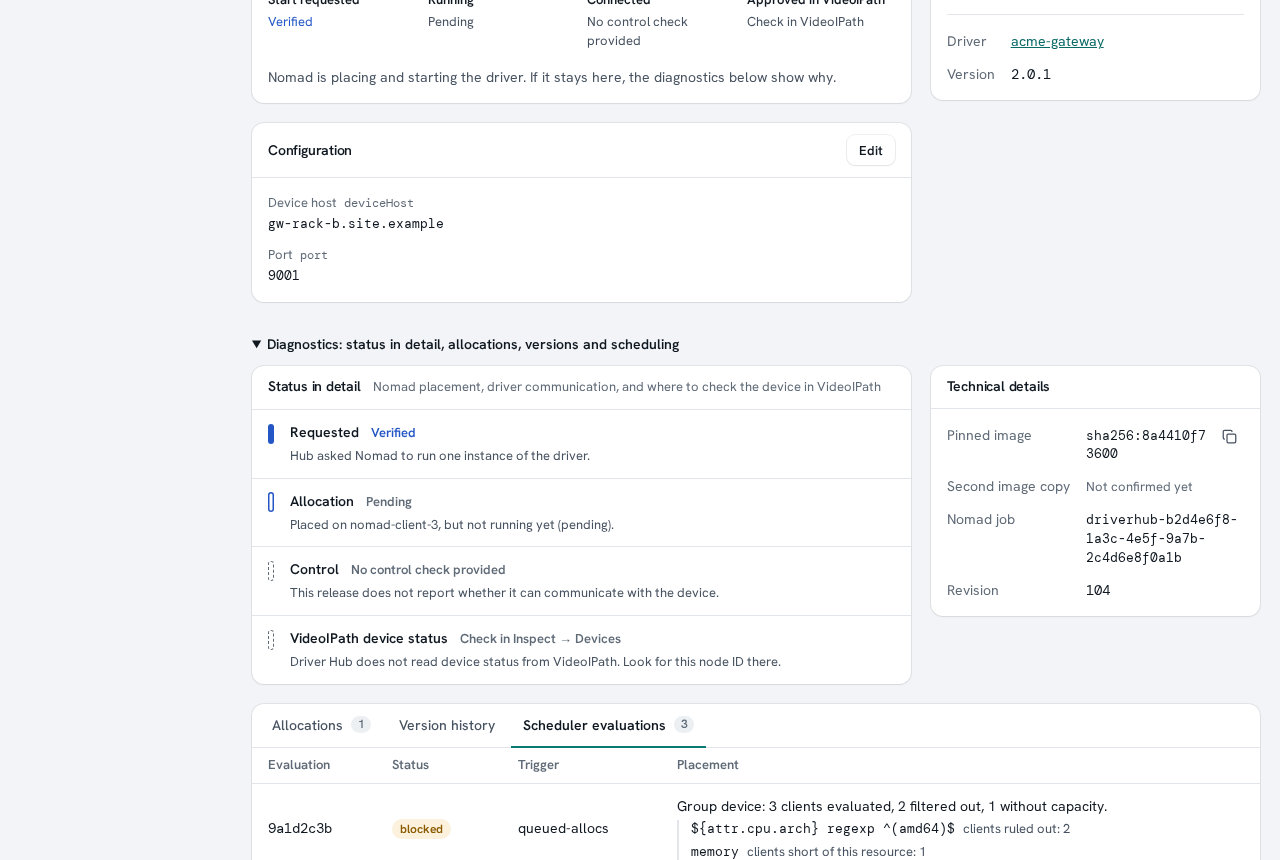 Start requested Running Connected Approved in VideoIPath
Verified Pending No control check provided Check in VideoIPath
Nomad is placing and starting the driver. If it stays here, the diagnostics below show why.
Driver acme-gateway
Version 2.0.1
Configuration Edit
Device host deviceHost
gw-rack-b.site.example
Port port
9001
▼ Diagnostics: status in detail, allocations, versions and scheduling
Status in detail Nomad placement, driver communication, and where to check the device in VideoIPath
Requested Verified
Hub asked Nomad to run one instance of the driver.
Allocation Pending
Placed on nomad-client-3, but not running yet (pending).
Control No control check provided
This release does not report whether it can communicate with the device.
VideoIPath device status Check in Inspect → Devices
Driver Hub does not read device status from VideoIPath. Look for this node ID there.
Technical details
Pinned image sha256:8a4410f7
3600
Second image copy Not confirmed yet
Nomad job driverhub-b2d4e6f8-
1a3c-4e5f-9a7b-
2c4d6e8f0a1b
Revision 104
Allocations 1 Version history Scheduler evaluations 3
Evaluation Status Trigger Placement
Group device: 3 clients evaluated, 2 filtered out, 1 without capacity.
9a1d2c3b blocked queued-allocs ${attr.cpu.arch} regexp ^(amd64)$ clients ruled out: 2
memory clients short of this resource: 1